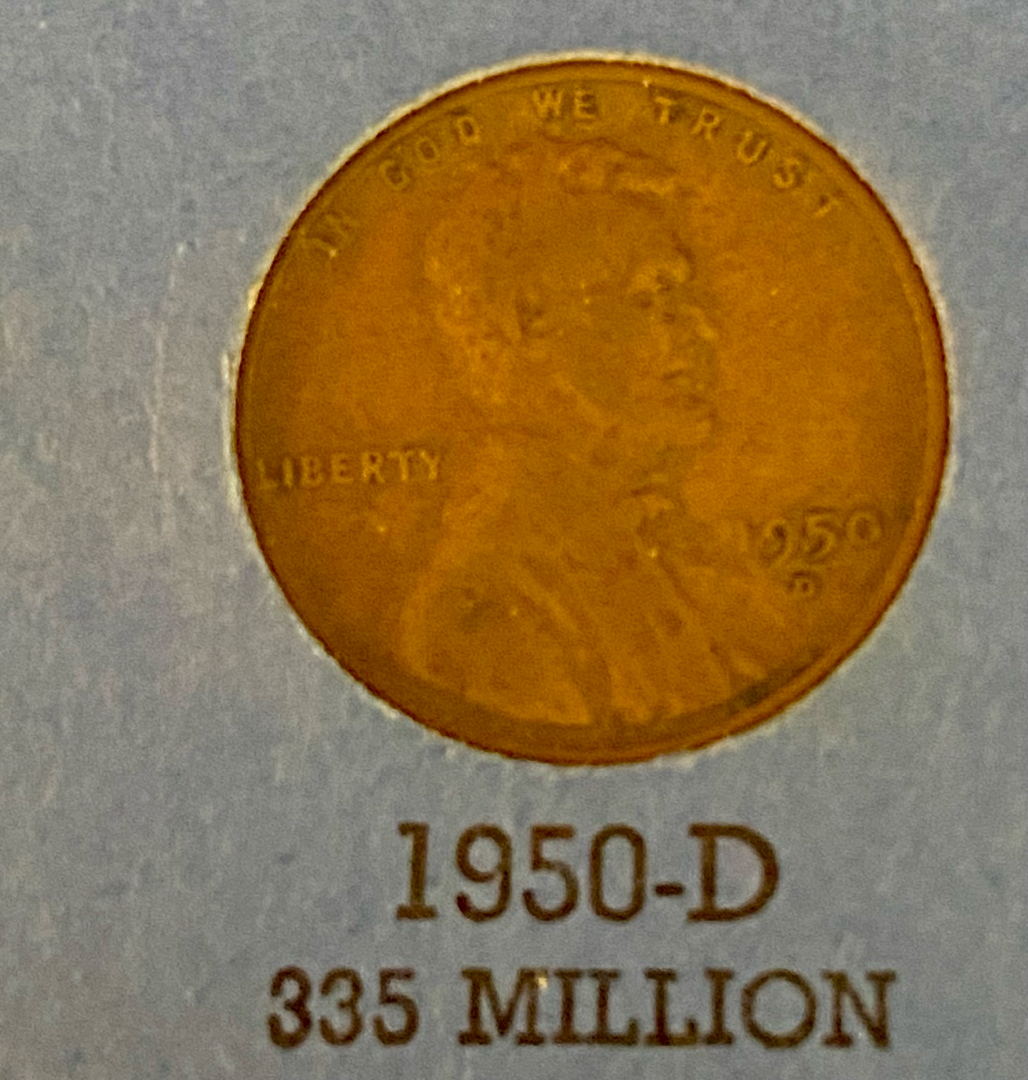 IN GOD WE TRUST
LIBERTY
1950
D
1950-D
335 MILLION